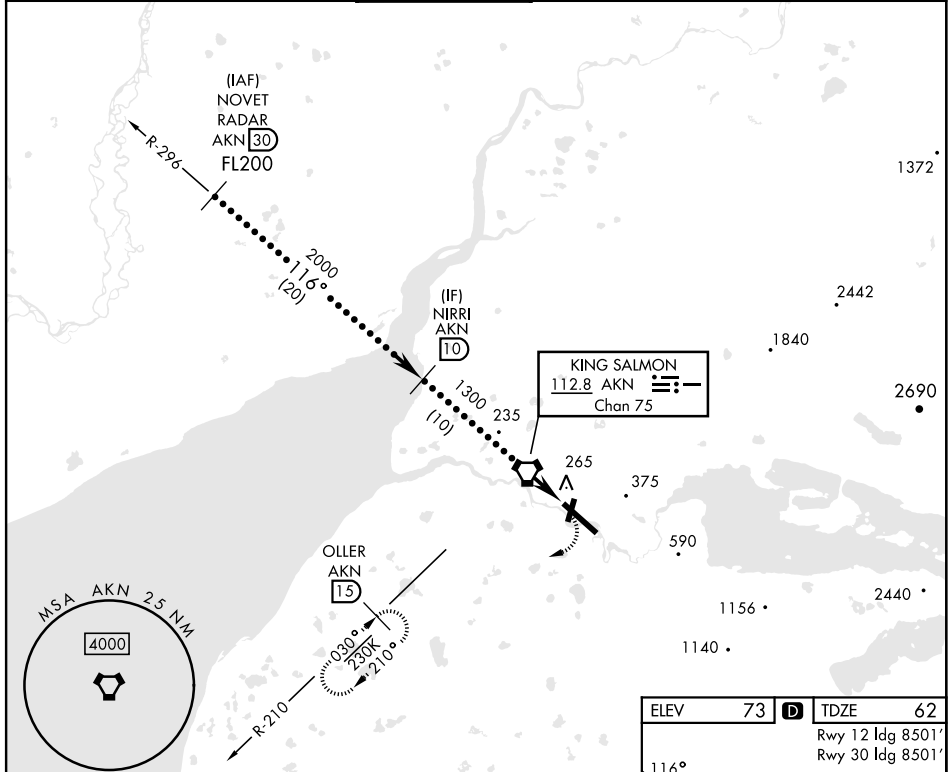 (IAF)
NOVET
RADAR
AKN 30
FL200
R-296
1372
2000
116°
(20)
(IF)
NIRRI
AKN
10
2442
1840
KING SALMON
112.8 AKN
Chan 75
2690
1300
(10)
235
265
375
590
OLLER
AKN
15
2440
1156
1140
030°
230K
210°
R-210
MSA AKN 25 NM
4000
ELEV 73 D TDZE 62
Rwy 12 ldg 8501'
Rwy 30 ldg 8501'
116°